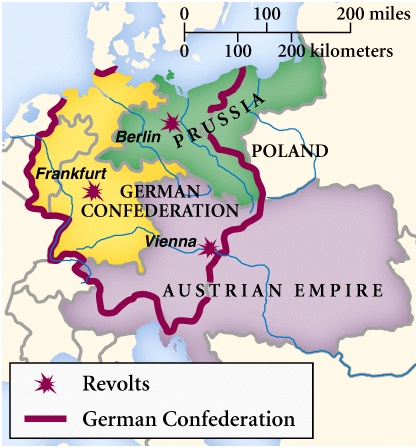 0 100 200 miles
0 100 200 kilometers
PRUSSIA
Berlin
POLAND
Frankfurt
GERMAN
CONFEDERATION
Vienna
AUSTRIAN EMPIRE
Revolts
German Confederation